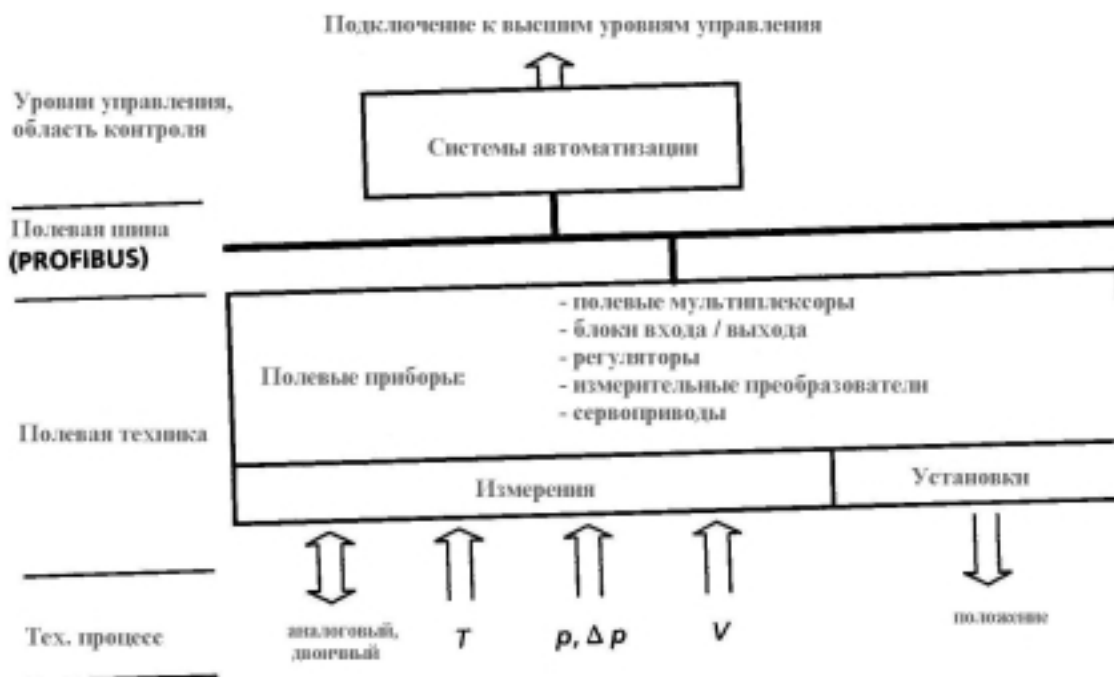 Подключение к высшим уровням управления
Уровни управления,
область контроля
Системы автоматизации
Полевая шина
(PROFIBUS)
- полевые мультиплексоры
- блоки входа / выхода
- регуляторы
- измерительные преобразователи
- сервоприводы
Полевые приборы:
Полевая техника
Измерения
Установки
Тех. процесс
аналоговый,
двоичный
T
p, Δ p
V
положение